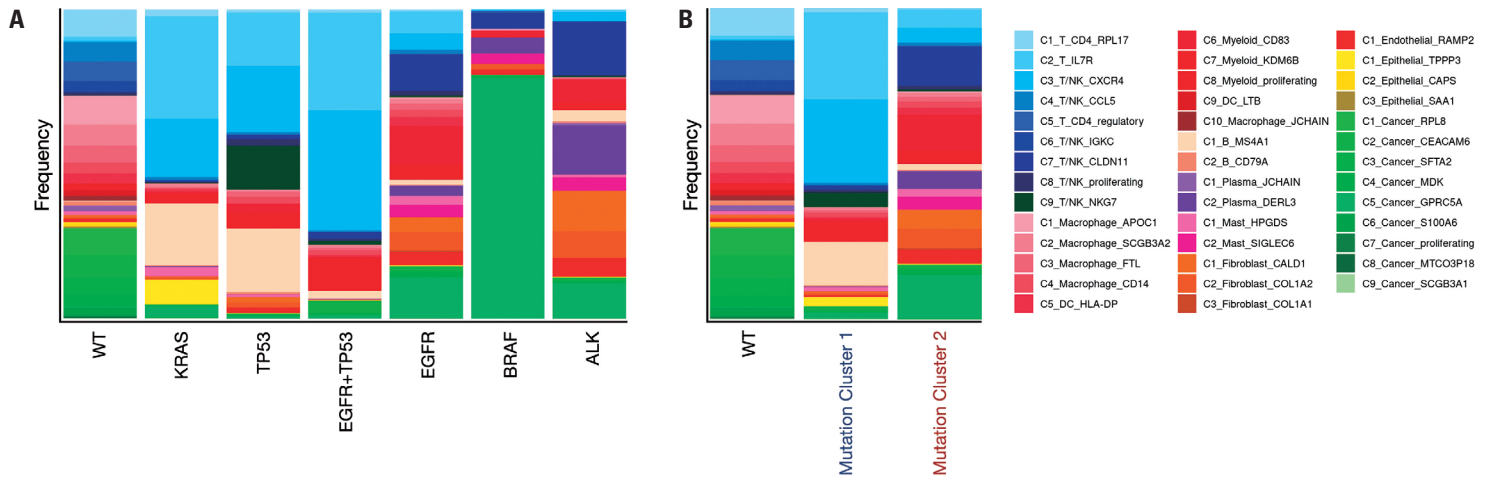 A
Frequency
WT
KRAS
TP53
EGFR+TP53
EGFR
BRAF
ALK
B
Frequency
WT
Mutation Cluster 1
Mutation Cluster 2
C1_T_CD4_RPL17
C2_T_IL7R
C3_T/NK_CXCR4
C4_T/NK_CCL5
C5_T_CD4_regulatory
C6_T/NK_IGKC
C7_T/NK_CLDN11
C8_T/NK_proliferating
C9_T/NK_NKG7
C1_Macrophage_APOC1
C2_Macrophage_SCGB3A2
C3_Macrophage_FTL
C4_Macrophage_CD14
C5_DC_HLA-DP
C6_Myeloid_CD83
C7_Myeloid_KDM6B
C8_Myeloid_proliferating
C9_DC_LTB
C10_Macrophage_JCHAIN
C1_B_MS4A1
C2_B_CD79A
C1_Plasma_JCHAIN
C2_Plasma_DERL3
C1_Mast_HPGDS
C2_Mast_SIGLEC6
C1_Fibroblast_CALD1
C2_Fibroblast_COL1A2
C3_Fibroblast_COL1A1
C1_Endothelial_RAMP2
C1_Epithelial_TPPP3
C2_Epithelial_CAPS
C3_Epithelial_SAA1
C1_Cancer_RPL8
C2_Cancer_CEACAM6
C3_Cancer_SFTA2
C4_Cancer_MDK
C5_Cancer_GPRC5A
C6_Cancer_S100A6
C7_Cancer_proliferating
C8_Cancer_MTCO3P18
C9_Cancer_SCGB3A1